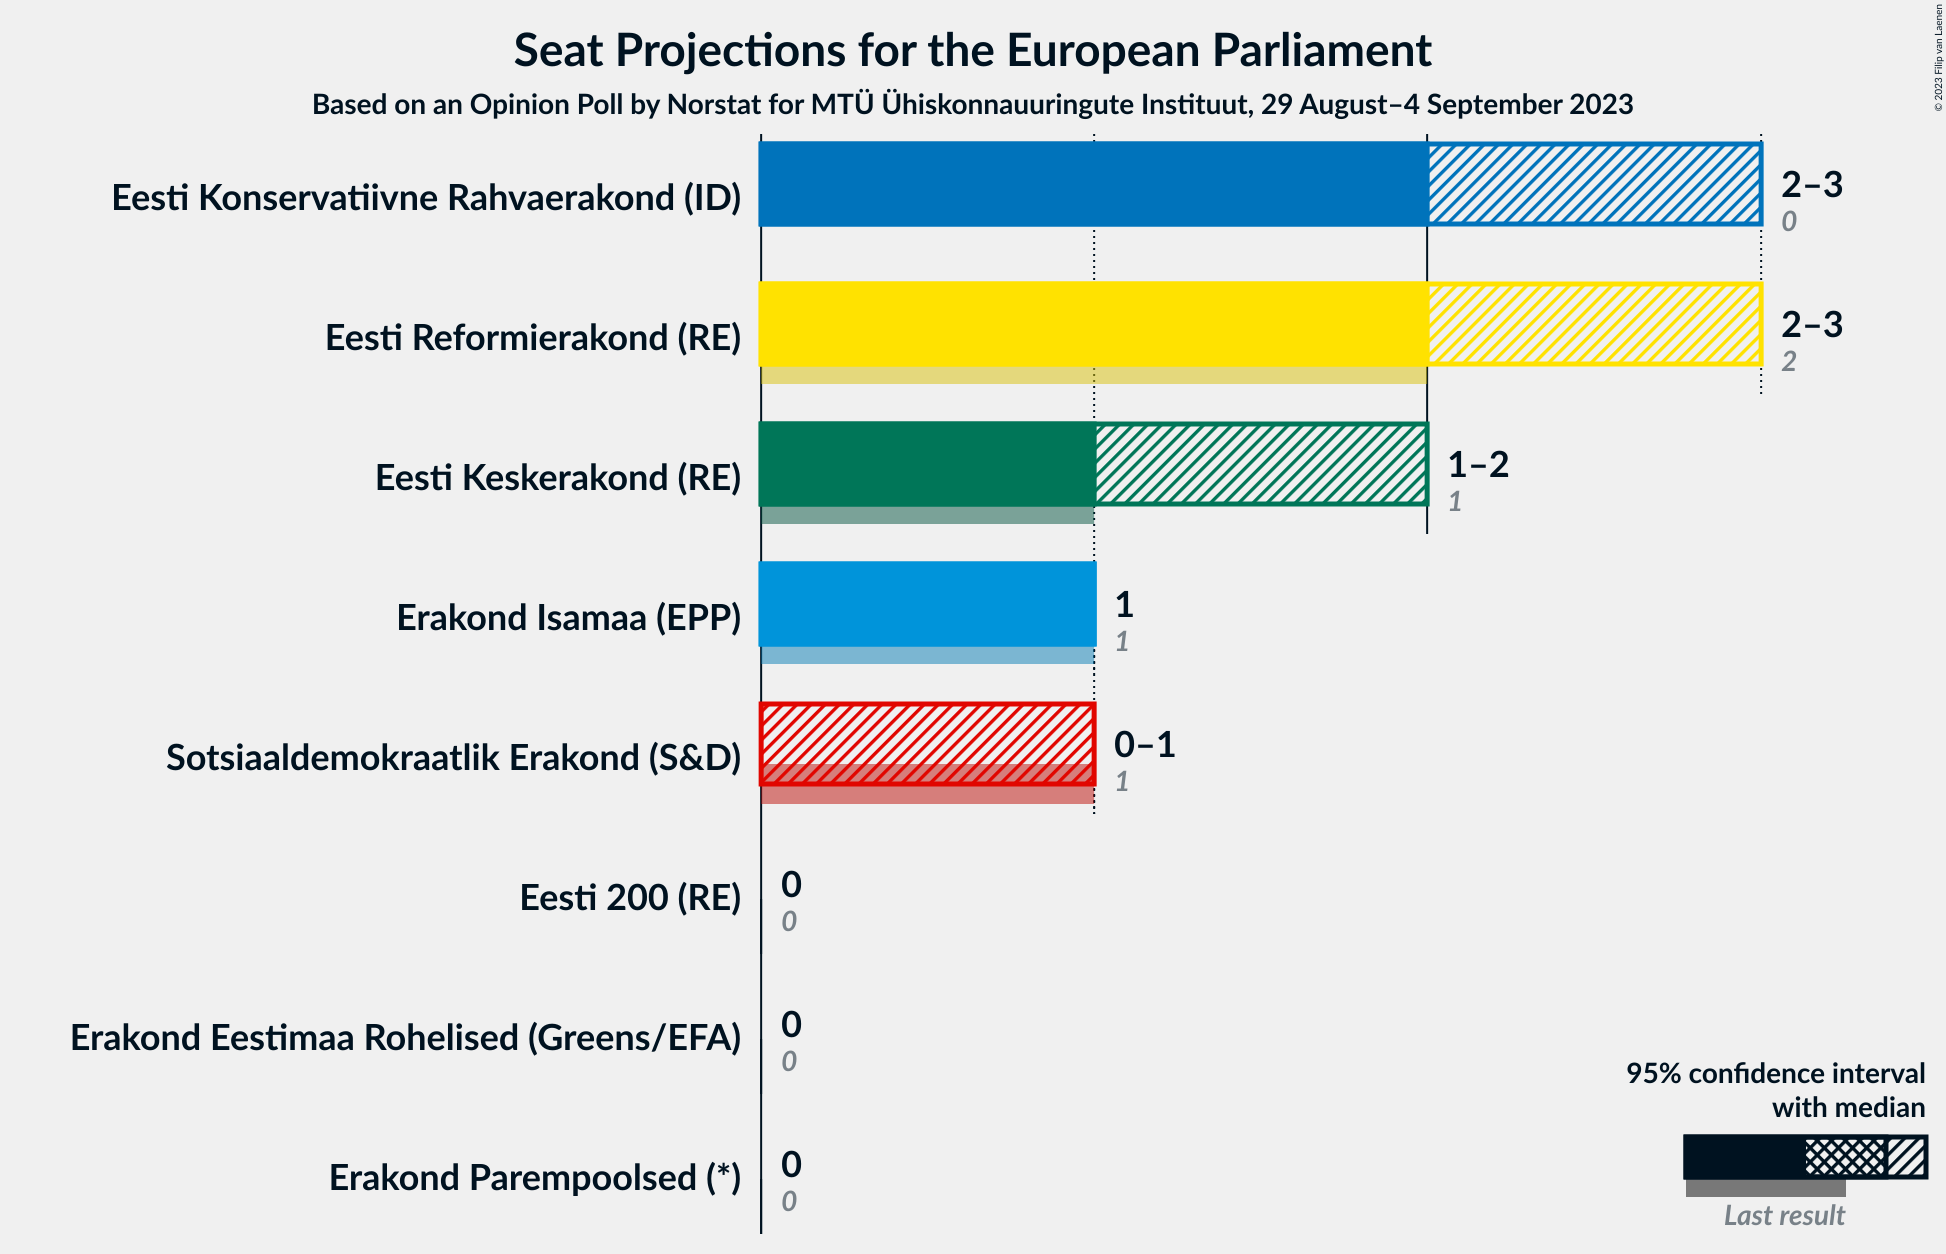 Seat Projections for the European Parliament
Based on an Opinion Poll by Norstat for MTÜ Ühiskonnauuringute Instituut, 29 August–4 September 2023
© 2023 Filip van Laenen
Eesti Konservatiivne Rahvaerakond (ID)
2–3
0
Eesti Reformierakond (RE)
2–3
2
Eesti Keskerakond (RE)
1–2
1
Erakond Isamaa (EPP)
1
1
Sotsiaaldemokraatlik Erakond (S&D)
0–1
1
Eesti 200 (RE)
0
0
Erakond Eestimaa Rohelised (Greens/EFA)
0
0
Erakond Parempoolsed (*)
0
0
95% confidence interval
with median
Last result